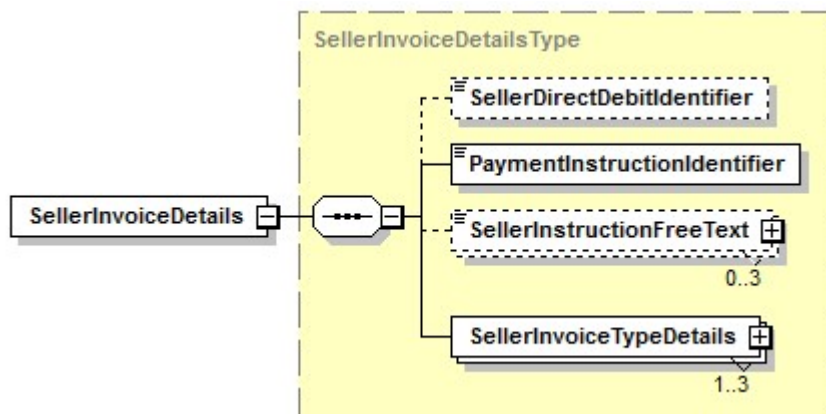 SellerInvoiceDetailsType
SellerDirectDebitIdentifier
PaymentInstructionIdentifier
SellerInvoiceDetails
SellerInstructionFreeText
0..3
SellerInvoiceTypeDetails
1..3